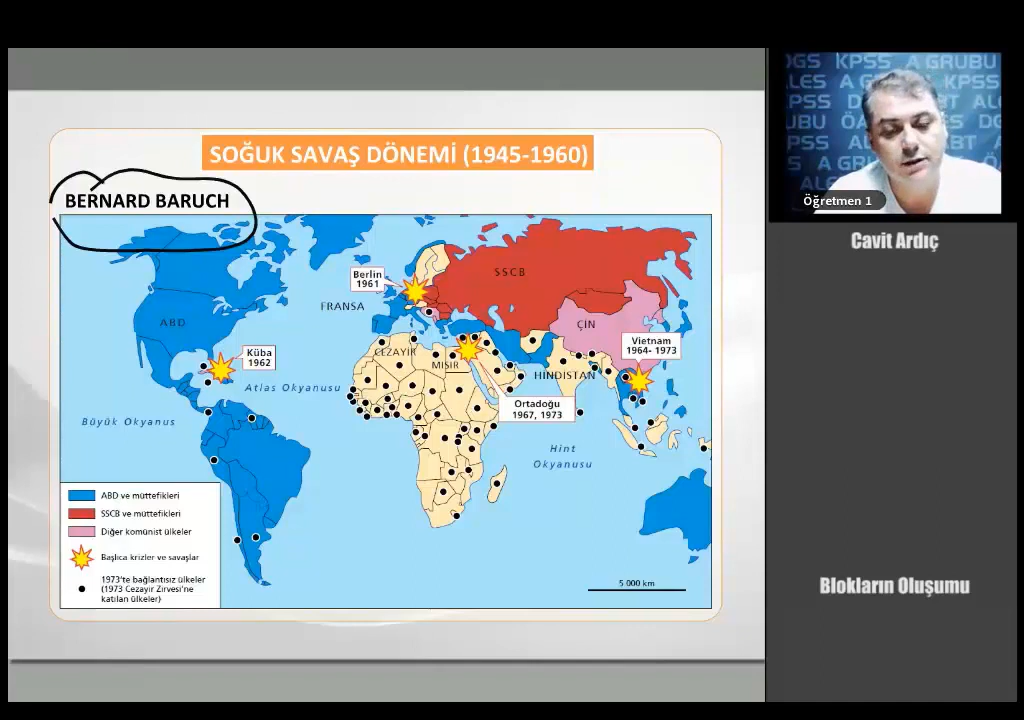 SOĞUK SAVAŞ DÖNEMİ (1945-1960)
BERNARD BARUCH
Berlin
1961
SSCB
FRANSA
ABD
ÇİN
Küba
1962
CEZAYİR
MISIR
Vietnam
1964- 1973
HİNDİSTAN
Atlas Okyanusu
Ortadoğu
1967, 1973
Büyük Okyanus
Hint
Okyanusu
ABD ve müttefikleri
SSCB ve müttefikleri
Diğer komünist ülkeler
Başlıca krizler ve savaşlar
1973'te bağlantısız ülkeler
(1973 Cezayir Zirvesi'ne
katılan ülkeler)
5 000 km
KPSS A GRUBU
Öğretmen 1
Cavit Ardıç
Blokların Oluşumu